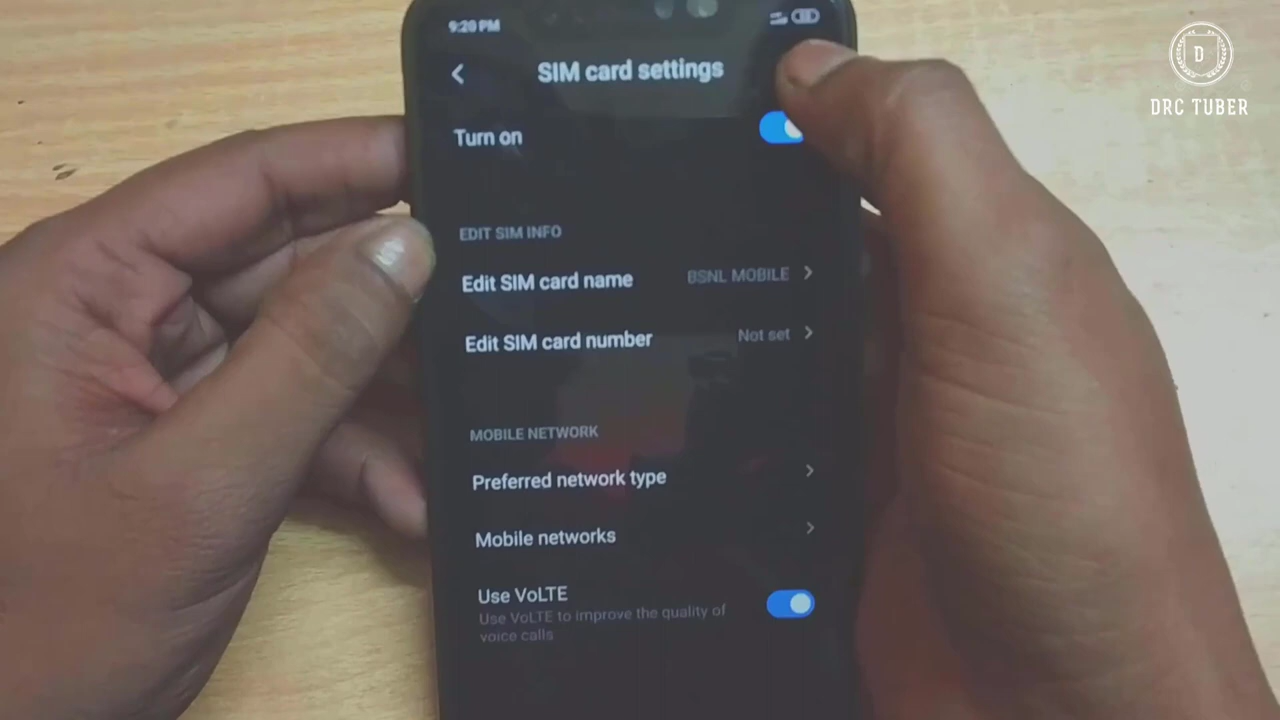 9:20 PM
SIM card settings
Turn on
EDIT SIM INFO
Edit SIM card name
BSNL MOBILE
Edit SIM card number
Not set
MOBILE NETWORK
Preferred network type
Mobile networks
Use VoLTE
Use VoLTE to improve the quality of
voice calls
D
DRC TUBER